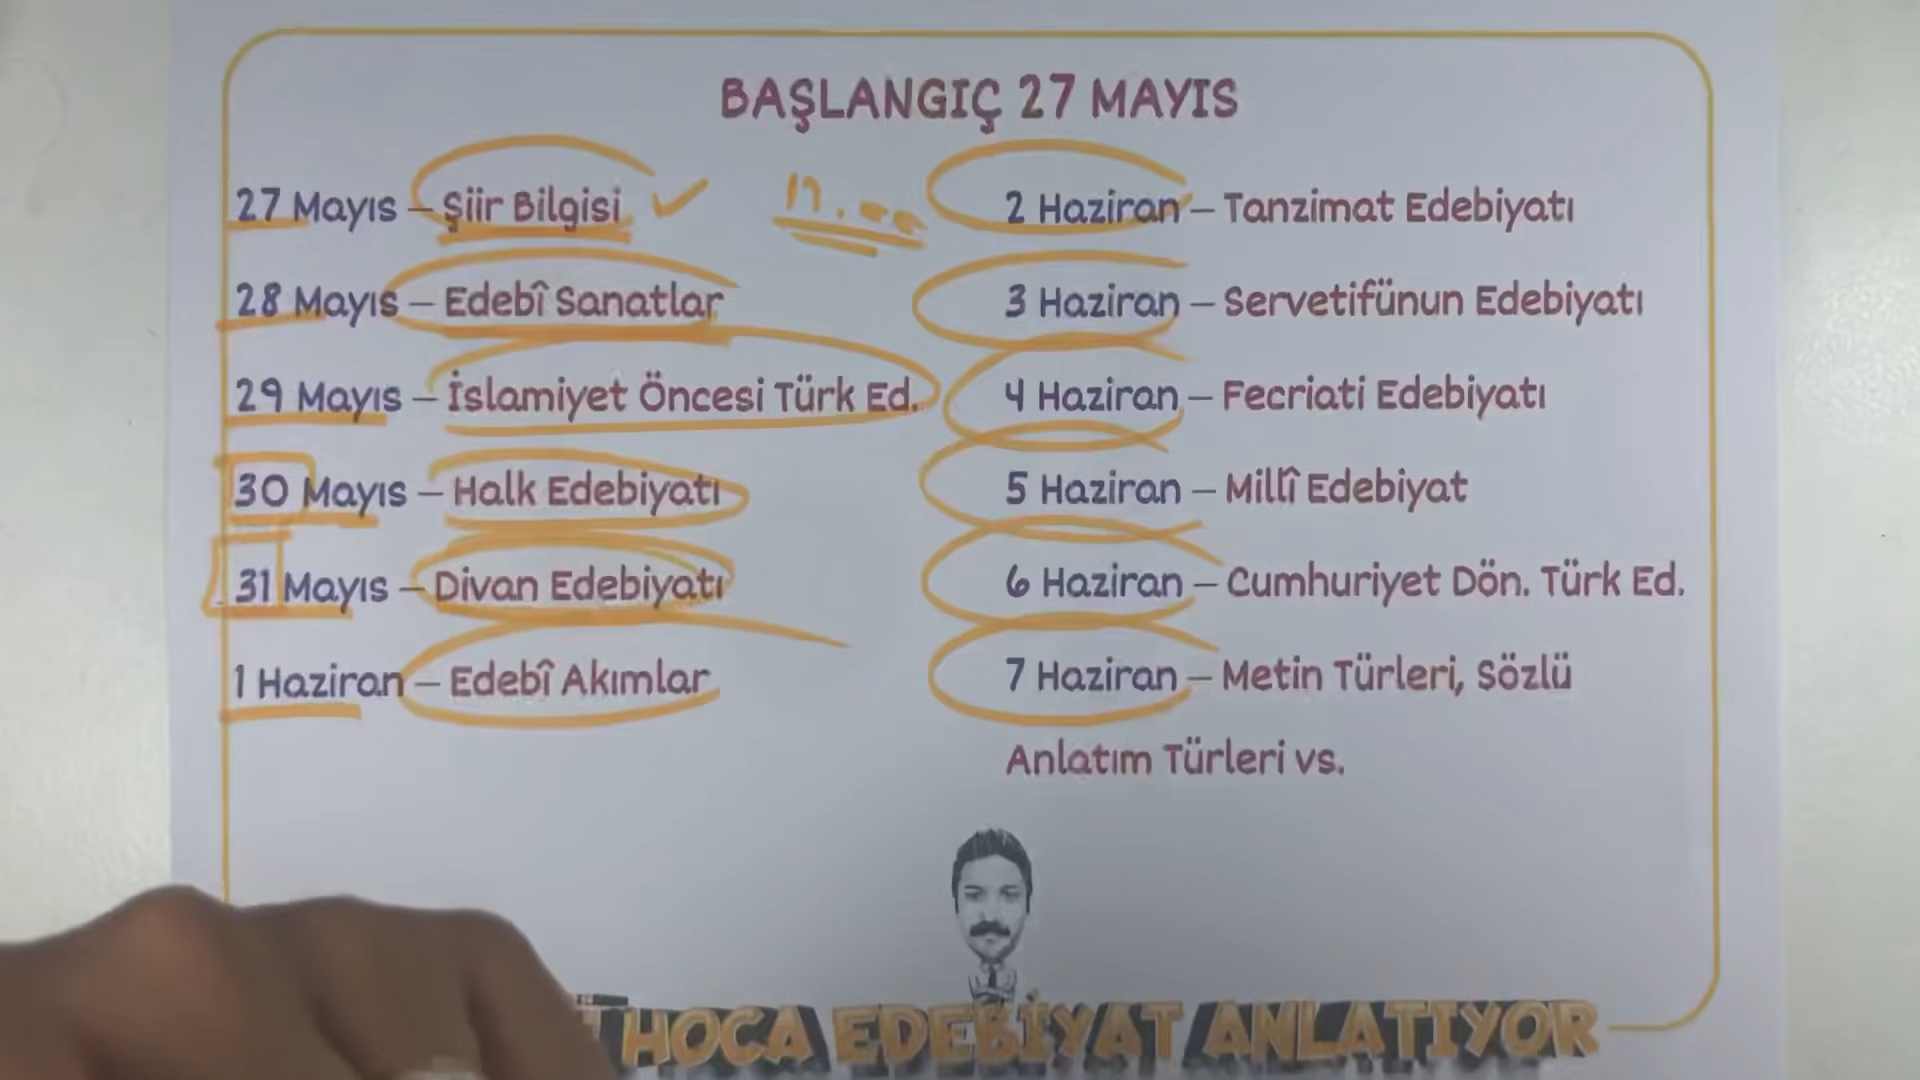 BAŞLANGIÇ 27 MAYIS
27 Mayıs – Şiir Bilgisi
28 Mayıs – Edebî Sanatlar
29 Mayıs – İslamiyet Öncesi Türk Ed.
30 Mayıs – Halk Edebiyatı
31 Mayıs – Divan Edebiyatı
1 Haziran – Edebî Akımlar
2 Haziran – Tanzimat Edebiyatı
3 Haziran – Servetifünun Edebiyatı
4 Haziran – Fecriati Edebiyatı
5 Haziran – Millî Edebiyat
6 Haziran – Cumhuriyet Dön. Türk Ed.
7 Haziran – Metin Türleri, Sözlü
Anlatım Türleri vs.
HOCA EDEBİYAT ANLATIYOR